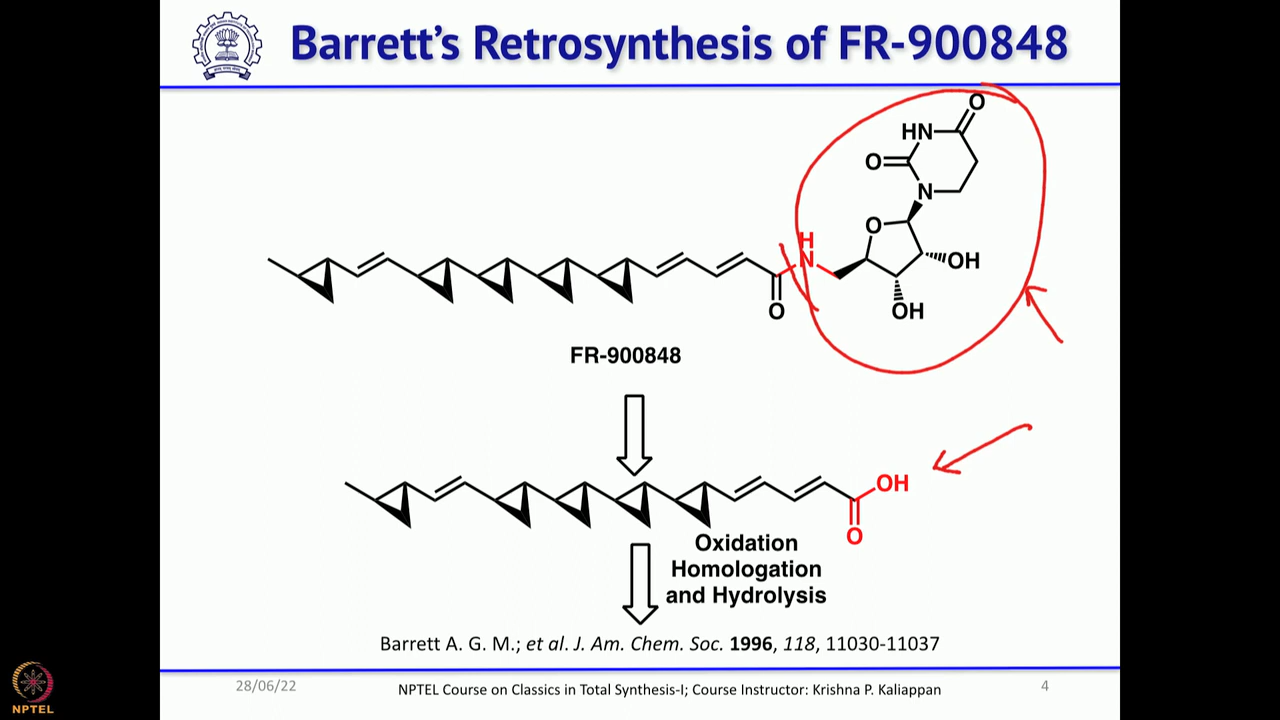 Barrett's Retrosynthesis of FR-900848
O
HN
O
N
O
H
N
OH
O
OH
FR-900848
OH
O
Oxidation
Homologation
and Hydrolysis
Barrett A. G. M.; et al. J. Am. Chem. Soc. 1996, 118, 11030-11037
28/06/22 NPTEL Course on Classics in Total Synthesis-I; Course Instructor: Krishna P. Kaliappan 4
NPTEL